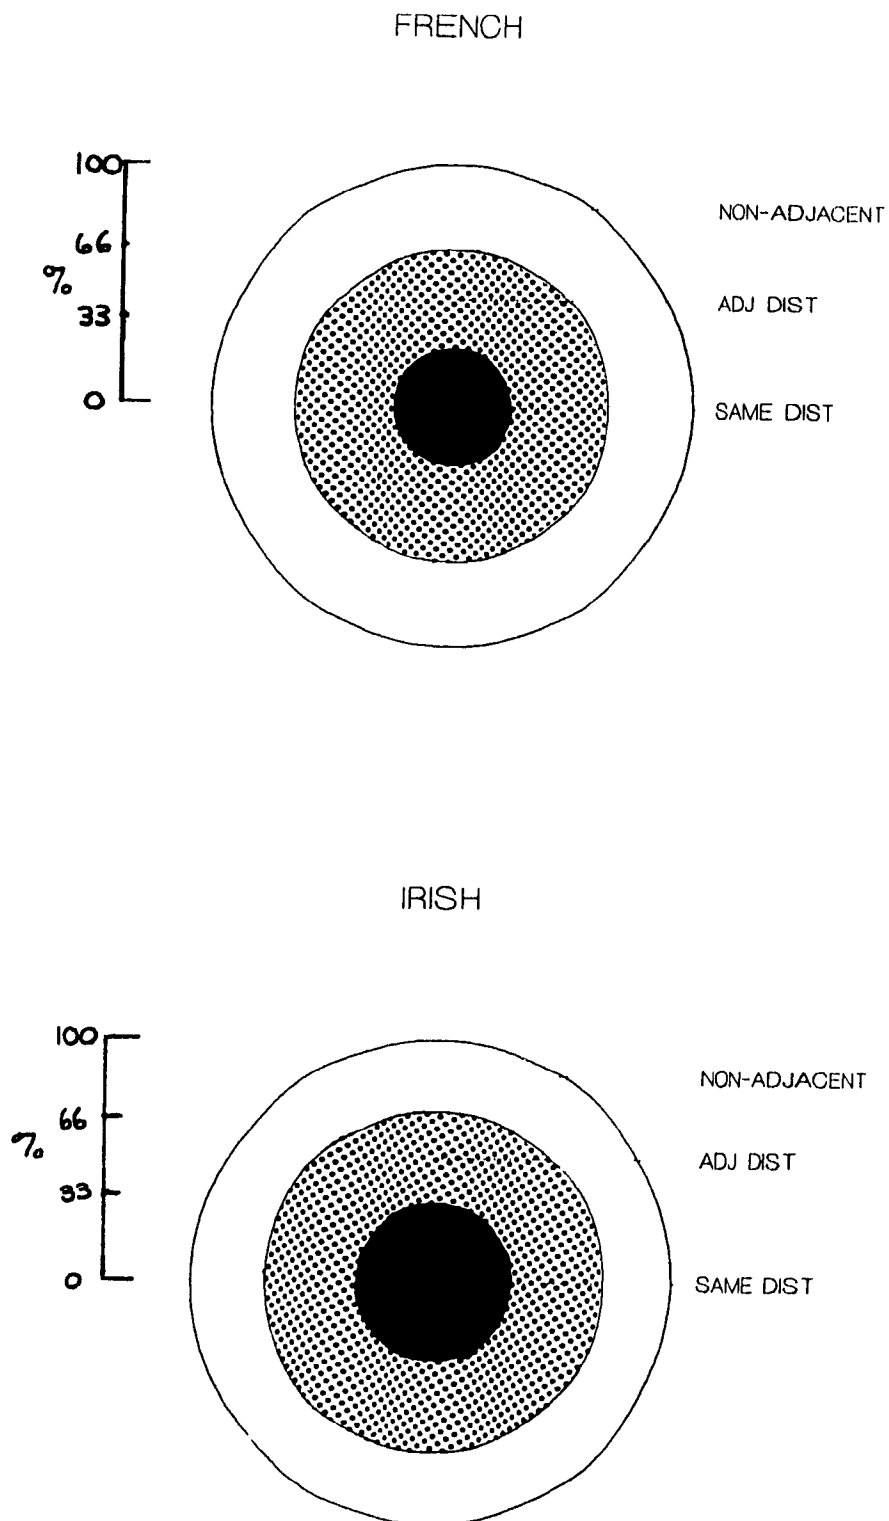 FRENCH
100
66
%
33
0
NON-ADJACENT
ADJ DIST
SAME DIST
IRISH
100
66
%
33
0
NON-ADJACENT
ADJ DIST
SAME DIST